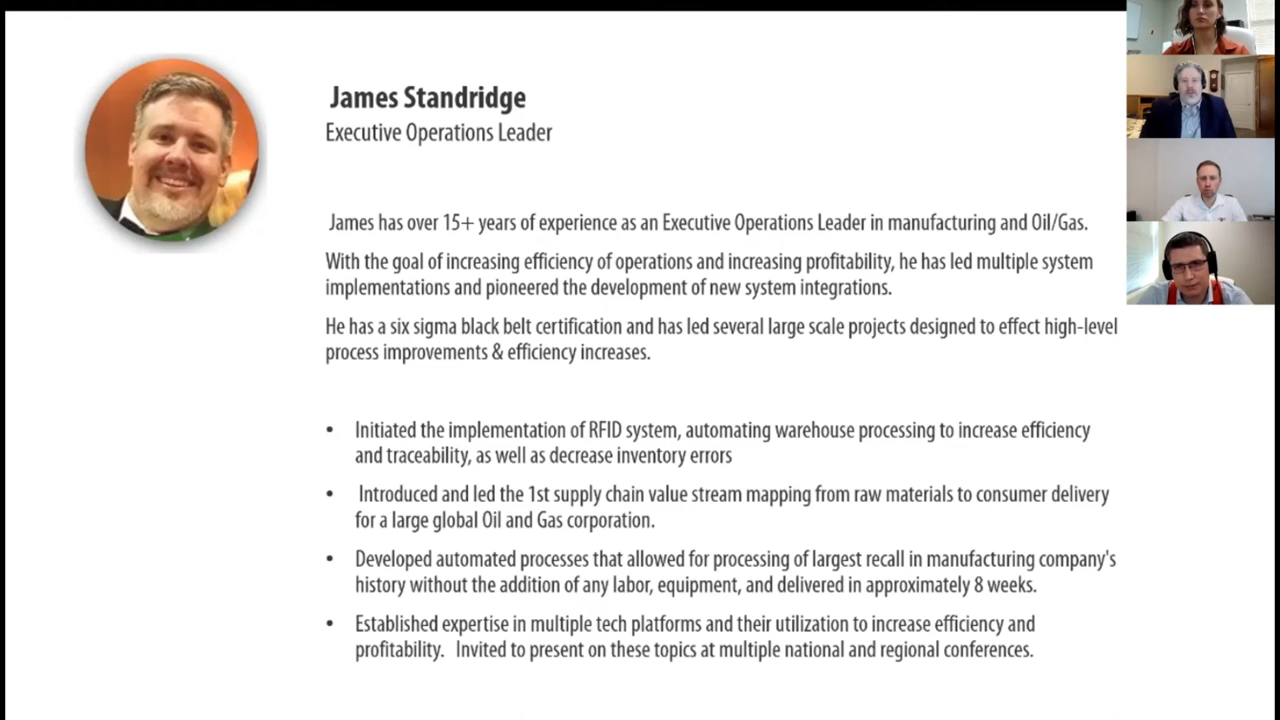 James Standridge
Executive Operations Leader
James has over 15+ years of experience as an Executive Operations Leader in manufacturing and Oil/Gas.
With the goal of increasing efficiency of operations and increasing profitability, he has led multiple system
implementations and pioneered the development of new system integrations.
He has a six sigma black belt certification and has led several large scale projects designed to effect high-level
process improvements & efficiency increases.
• Initiated the implementation of RFID system, automating warehouse processing to increase efficiency
and traceability, as well as decrease inventory errors
• Introduced and led the 1st supply chain value stream mapping from raw materials to consumer delivery
for a large global Oil and Gas corporation.
• Developed automated processes that allowed for processing of largest recall in manufacturing company's
history without the addition of any labor, equipment, and delivered in approximately 8 weeks.
• Established expertise in multiple tech platforms and their utilization to increase efficiency and
profitability. Invited to present on these topics at multiple national and regional conferences.